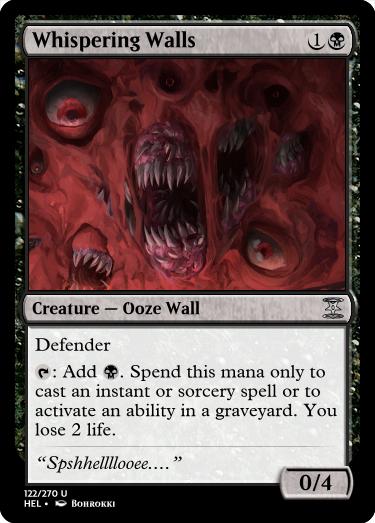 Whispering Walls 1
Creature — Ooze Wall
Defender
: Add . Spend this mana only to
cast an instant or sorcery spell or to
activate an ability in a graveyard. You
lose 2 life.
“Spshhellllooee....”
0/4
122/270 U
HEL • Bohrokki